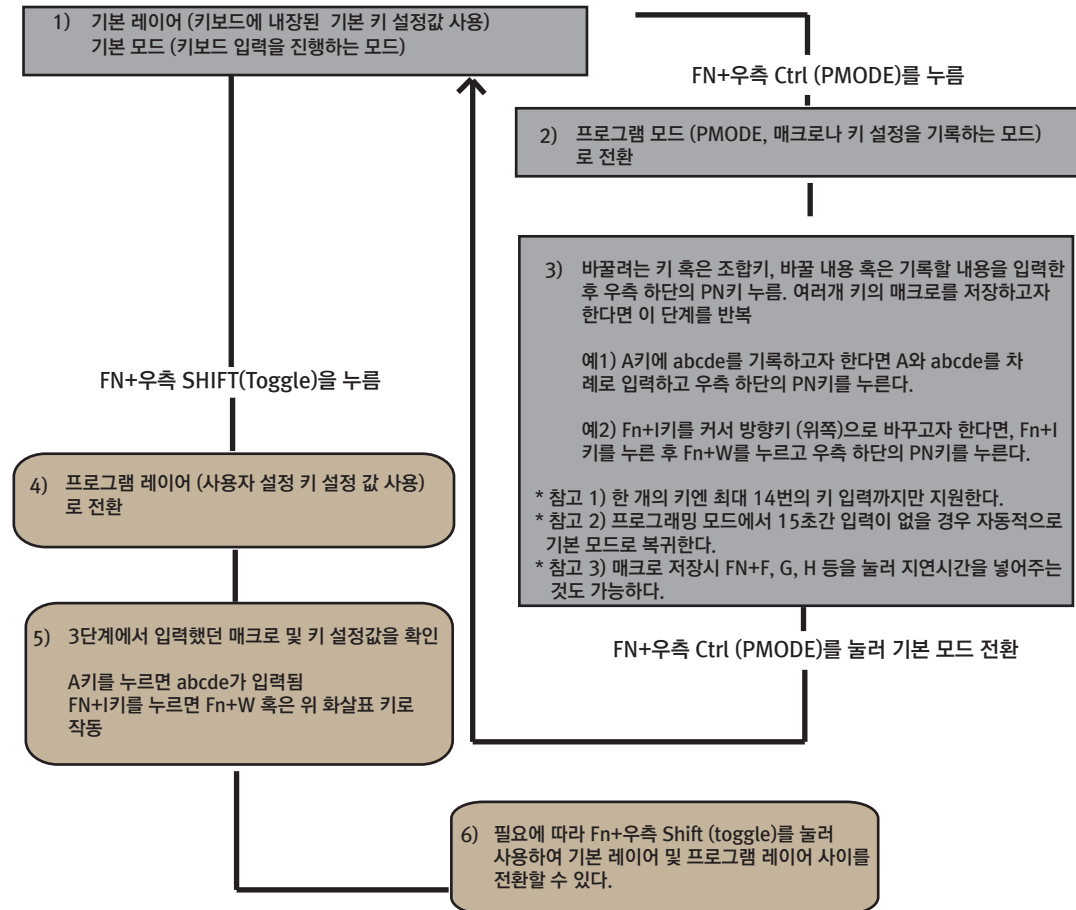 1) 기본 레이어 (키보드에 내장된 기본 키 설정값 사용)
기본 모드 (키보드 입력을 진행하는 모드)
FN+우측 Ctrl (PMODE)를 누름
2) 프로그램 모드 (PMODE, 매크로나 키 설정을 기록하는 모드)
로 전환
3) 바꿀려는 키 혹은 조합키, 바꿀 내용 혹은 기록할 내용을 입력한
후 우측 하단의 PN키 누름. 여러개 키의 매크로를 저장하고자
한다면 이 단계를 반복
예1) A키에 abcde를 기록하고자 한다면 A와 abcde를 차
례로 입력하고 우측 하단의 PN키를 누른다.
예2) Fn+I키를 커서 방향키 (위쪽)으로 바꾸고자 한다면, Fn+I
키를 누른 후 Fn+W를 누르고 우측 하단의 PN키를 누른다.
* 참고 1) 한 개의 키엔 최대 14번의 키 입력까지만 지원한다.
* 참고 2) 프로그래밍 모드에서 15초간 입력이 없을 경우 자동적으로
기본 모드로 복귀한다.
* 참고 3) 매크로 저장시 FN+F, G, H 등을 눌러 지연시간을 넣어주는
것도 가능하다.
FN+우측 Ctrl (PMODE)를 눌러 기본 모드 전환
FN+우측 SHIFT(Toggle)을 누름
4) 프로그램 레이어 (사용자 설정 키 설정 값 사용)
로 전환
5) 3단계에서 입력했던 매크로 및 키 설정값을 확인
A키를 누르면 abcde가 입력됨
FN+I키를 누르면 Fn+W 혹은 위 화살표 키로
작동
6) 필요에 따라 Fn+우측 Shift (toggle)를 눌러
사용하여 기본 레이어 및 프로그램 레이어 사이를
전환할 수 있다.